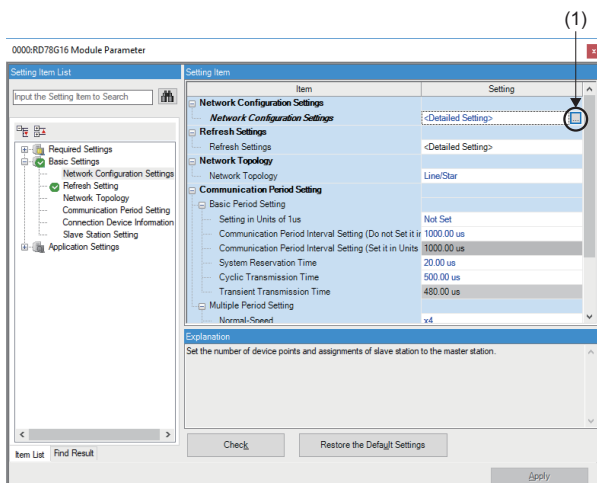 (1)
0000:RD78G16 Module Parameter
x
Setting Item List
Setting Item
Input the Setting Item to Search
Item Setting
Network Configuration Settings
Network Configuration Settings <Detailed Setting> ...
Refresh Settings
Refresh Settings <Detailed Setting>
Network Topology
Network Topology Line/Star
Communication Period Setting
Basic Period Setting
Setting in Units of 1us Not Set
Communication Period Interval Setting (Do not Set it ir 1000.00 us
Communication Period Interval Setting (Set it in Units 1000.00 us
System Reservation Time 20.00 us
Cyclic Transmission Time 500.00 us
Transient Transmission Time 480.00 us
Multiple Period Setting
Normal-Speed x4
Required Settings
Basic Settings
Network Configuration Settings
Refresh Setting
Network Topology
Communication Period Setting
Connection Device Information
Slave Station Setting
Application Settings
Explanation
Set the number of device points and assignments of slave station to the master station.
Item List Find Result
Check Restore the Default Settings
Apply